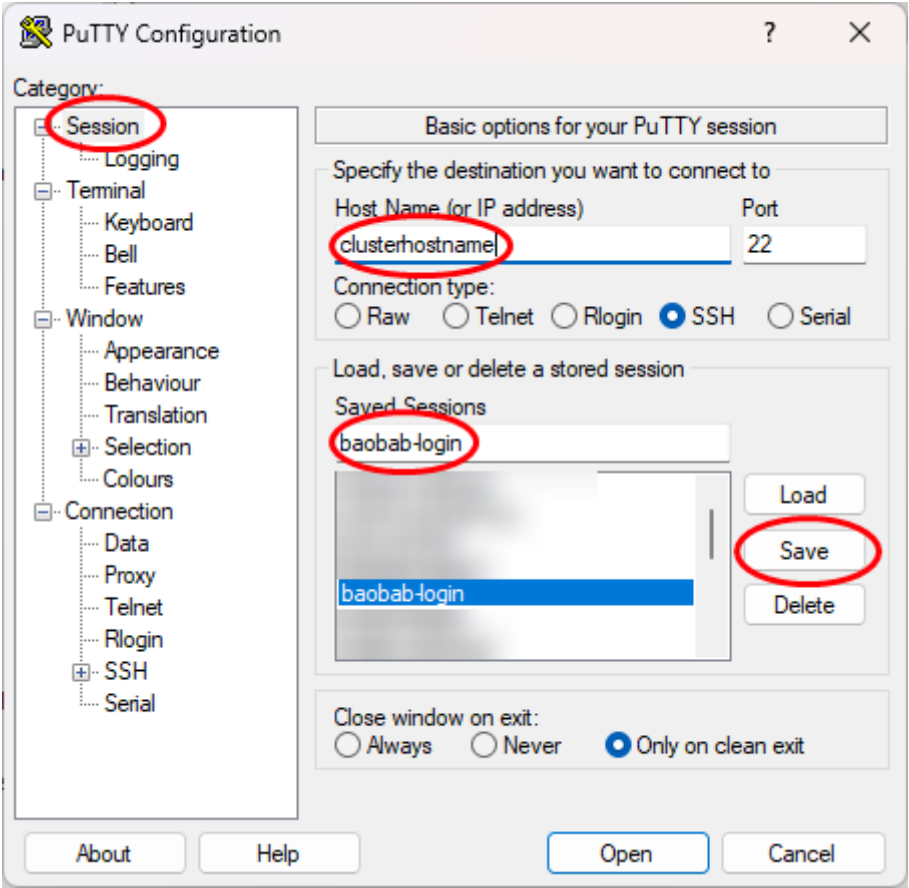 PuTTY Configuration
?
Category:
Session
Logging
Terminal
Keyboard
Bell
Features
Window
Appearance
Behaviour
Translation
Selection
Colours
Connection
Data
Proxy
Telnet
Rlogin
SSH
Serial
Basic options for your PuTTY session
Specify the destination you want to connect to
Host Name (or IP address) Port
clusterhostname 22
Connection type:
Raw Telnet Rlogin SSH Serial
Load, save or delete a stored session
Saved Sessions
baobab-login
Load
Save
baobab-login
Delete
Close window on exit:
Always Never Only on clean exit
About Help Open Cancel